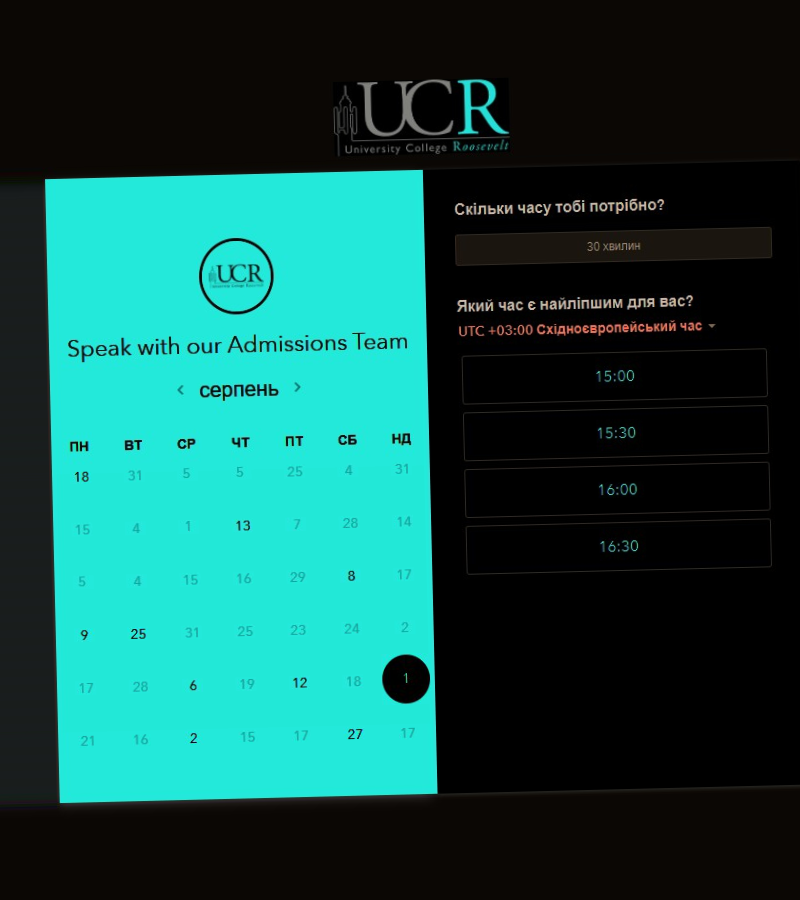 UCR
University College Roosevelt
UCR
University College Roosevelt
Speak with our Admissions Team
серпень
ПН ВТ СР ЧТ ПТ СБ НД
18 31 5 5 25 4 31
15 4 1 13 7 28 14
5 4 15 16 29 8 17
9 25 31 25 23 24 2
17 28 6 19 12 18 1
21 16 2 15 17 27 17
Скільки часу тобі потрібно?
30 хвилин
Який час є найліпшим для вас?
UTC +03:00 Східноєвропейський час
15:00
15:30
16:00
16:30